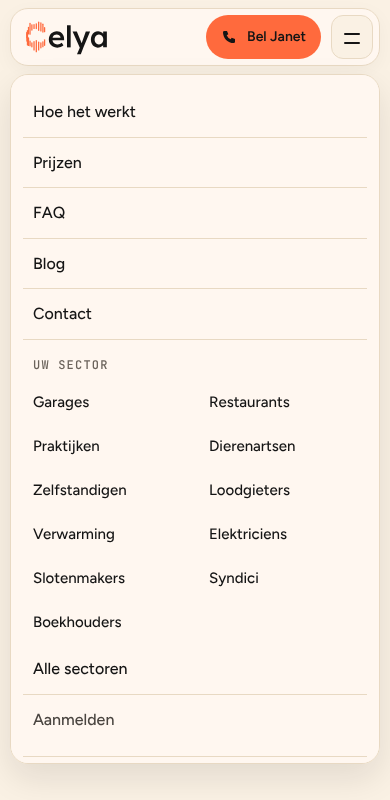 Celya
Bel Janet
Hoe het werkt
Prijzen
FAQ
Blog
Contact
UW SECTOR
Garages
Restaurants
Praktijken
Dierenartsen
Zelfstandigen
Loodgieters
Verwarming
Elektriciens
Slotenmakers
Syndici
Boekhouders
Alle sectoren
Aanmelden